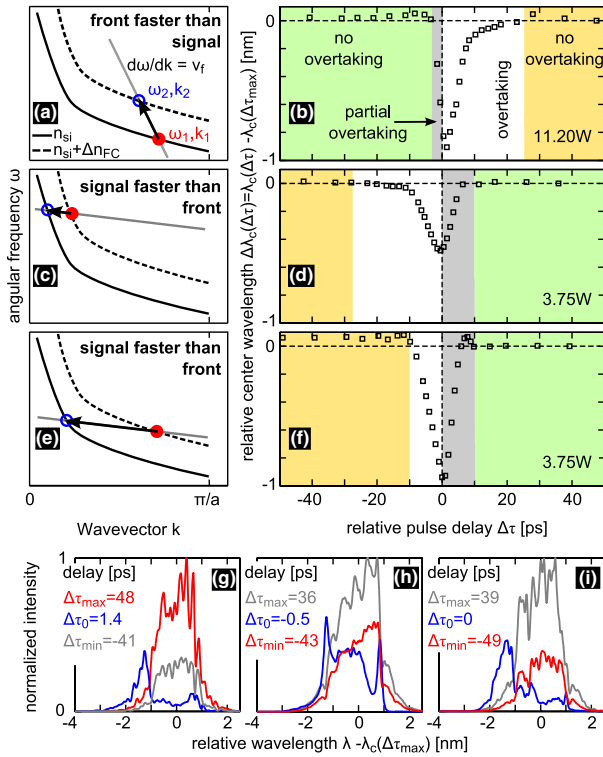 front faster than
signal
dω/dk = v_f
ω₂,k₂
ω₁,k₁
(a)
n_si
n_si+Δn_FC
signal faster than
front
(c)
signal faster than
front
(e)
angular frequency ω
0
π/a
Wavevector k
0
-1
no
overtaking
no
overtaking
partial
overtaking
overtaking
(b)
11.20W
0
-1
(d)
3.75W
0
-1
(f)
3.75W
relative center wavelength Δλ_c(Δτ)=λ_c(Δτ) -λ_c(Δτ_max) [nm]
-40 -20 0 20 40
relative pulse delay Δτ [ps]
1
0
normalized intensity
delay [ps]
Δτ_max=48
Δτ₀=1.4
Δτ_min=-41
(g)
-4 -2 0 2
delay [ps]
Δτ_max=36
Δτ₀=-0.5
Δτ_min=-43
(h)
-4 -2 0 2
delay [ps]
Δτ_max=39
Δτ₀=0
Δτ_min=-49
(i)
-4 -2 0 2
relative wavelength λ -λ_c(Δτ_max) [nm]